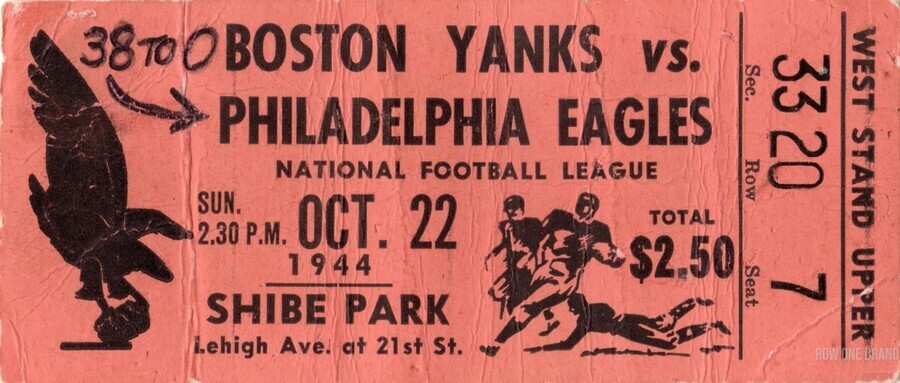 38 TO 0
BOSTON YANKS vs.
PHILADELPHIA EAGLES
NATIONAL FOOTBALL LEAGUE
SUN.
2.30 P.M.
OCT. 22
1944
SHIBE PARK
Lehigh Ave. at 21st St.
TOTAL
$2.50
Sec. Row Seat
33 20 7
WEST STAND UPPER
ROW ONE BRAND